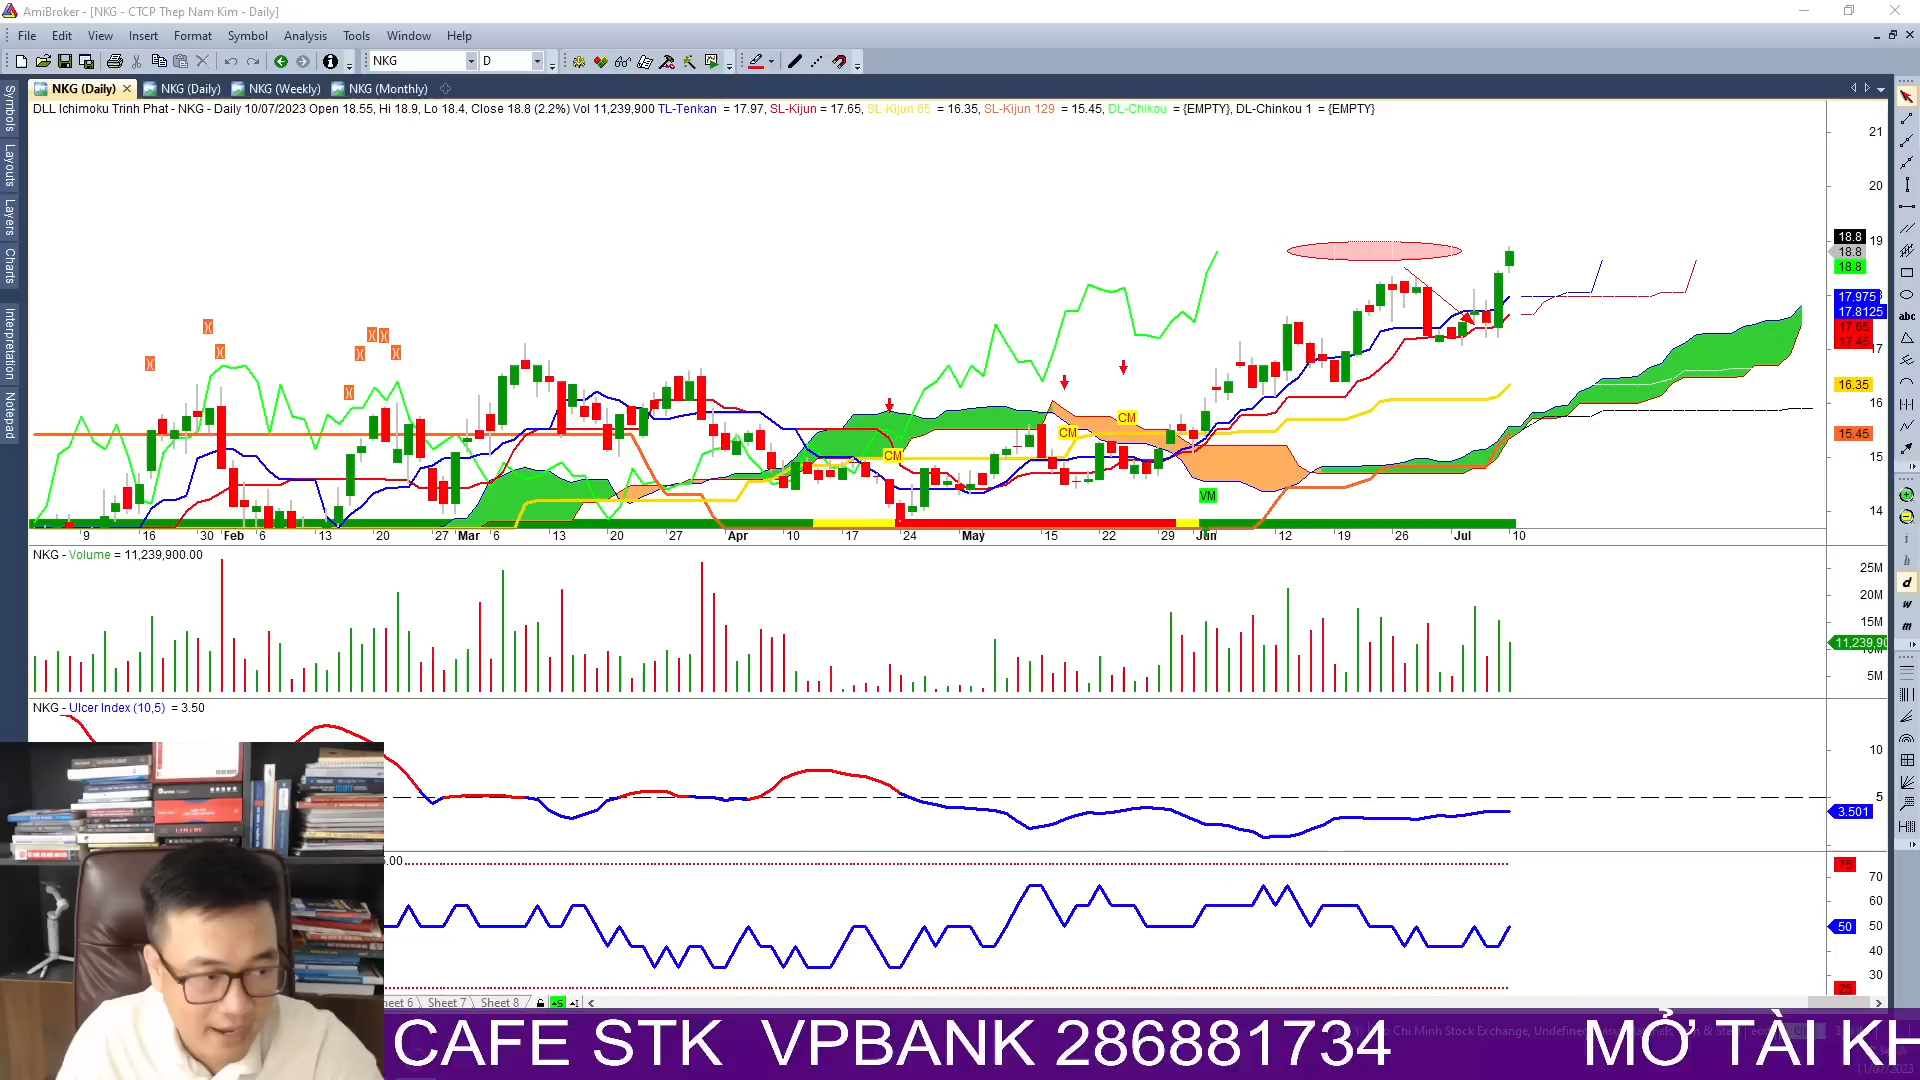 AmiBroker - [NKG - CTCP Thep Nam Kim - Daily]
File Edit View Insert Format Symbol Analysis Tools Window Help
NKG D
NKG (Daily) NKG (Daily) NKG (Weekly) NKG (Monthly)
DLL Ichimoku Trinh Phat - NKG - Daily 10/07/2023 Open 18.55, Hi 18.9, Lo 18.4, Close 18.8 (2.2%) Vol 11,239,900 TL-Tenkan = 17.97, SL-Kijun = 17.65, SL-Kijun 65 = 16.35, SL-Kijun 129 = 15.45, DL-Chikou = {EMPTY}, DL-Chinkou 1 = {EMPTY}
Symbols
Layouts
Layers
Charts
Interpretation
Notepad
21
20
18.8
19
18.8
18.8
17.975
17.8125
17.65
17.45
17
16.35
16
15.45
15
14
CM
CM
CM
VM
9 16 30 Feb 6 13 20 27 Mar 6 13 20 27 Apr 10 17 24 May 15 22 29 Jun 12 19 26 Jul 10
NKG - Volume = 11,239,900.00
25M
20M
15M
11,239,90
10M
5M
NKG - Ulcer Index (10,5) = 3.50
10
5
3.501
75
70
60
50
50
40
30
25
abc
i
h
d
w
m
Sheet 7 Sheet 8
CAFE STK VPBANK 286881734 MỞ TÀI KH
11/07/2023